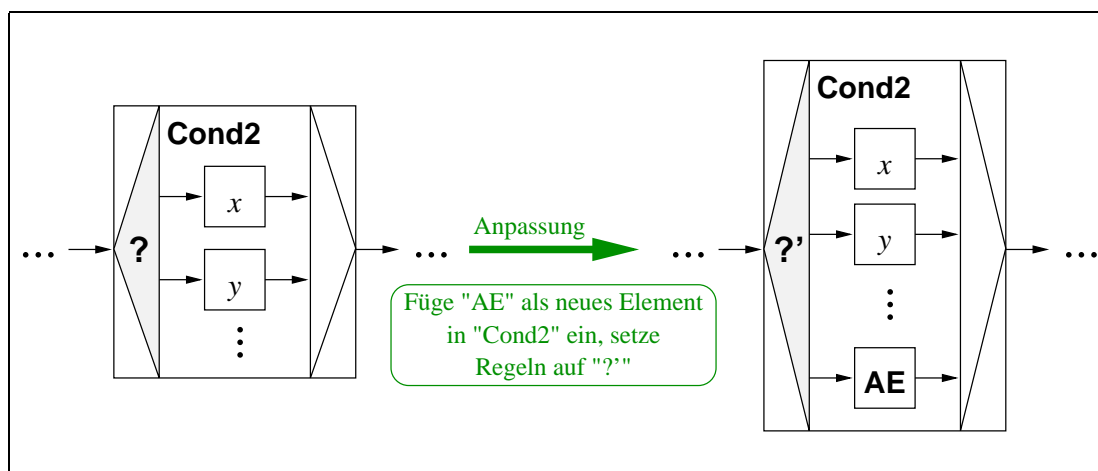 Cond2
x
... ? ...
y
⋮
Anpassung
Füge "AE" als neues Element
in "Cond2" ein, setze
Regeln auf "?’"
Cond2
x
y
... ?’ ...
⋮
AE